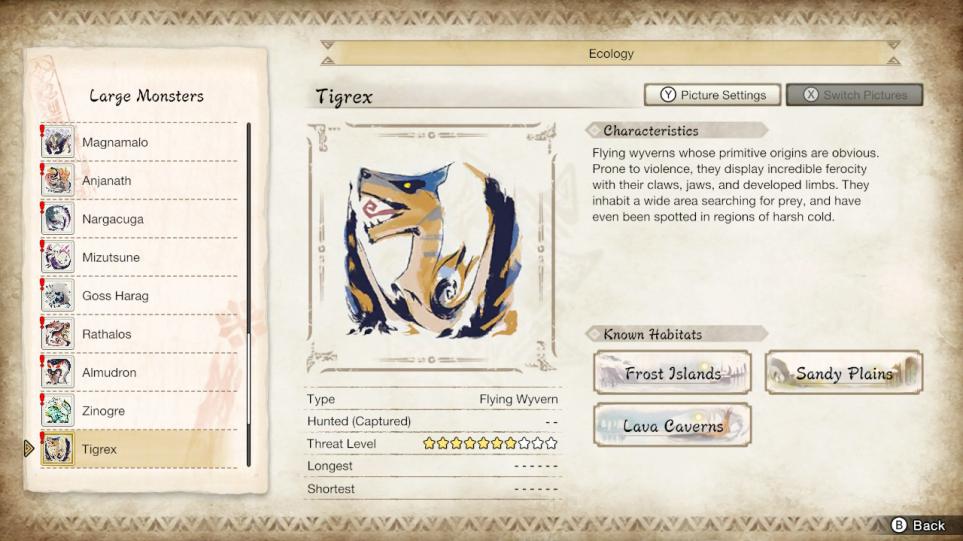 Ecology
Large Monsters
Magnamalo
Anjanath
Nargacuga
Mizutsune
Goss Harag
Rathalos
Almudron
Zinogre
Tigrex
Tigrex
Y Picture Settings
X Switch Pictures
Characteristics
Flying wyverns whose primitive origins are obvious.
Prone to violence, they display incredible ferocity
with their claws, jaws, and developed limbs. They
inhabit a wide area searching for prey, and have
even been spotted in regions of harsh cold.
Known Habitats
Frost Islands
Sandy Plains
Lava Caverns
Type Flying Wyvern
Hunted (Captured) - -
Threat Level
Longest - - - - - -
Shortest - - - - - -
B Back